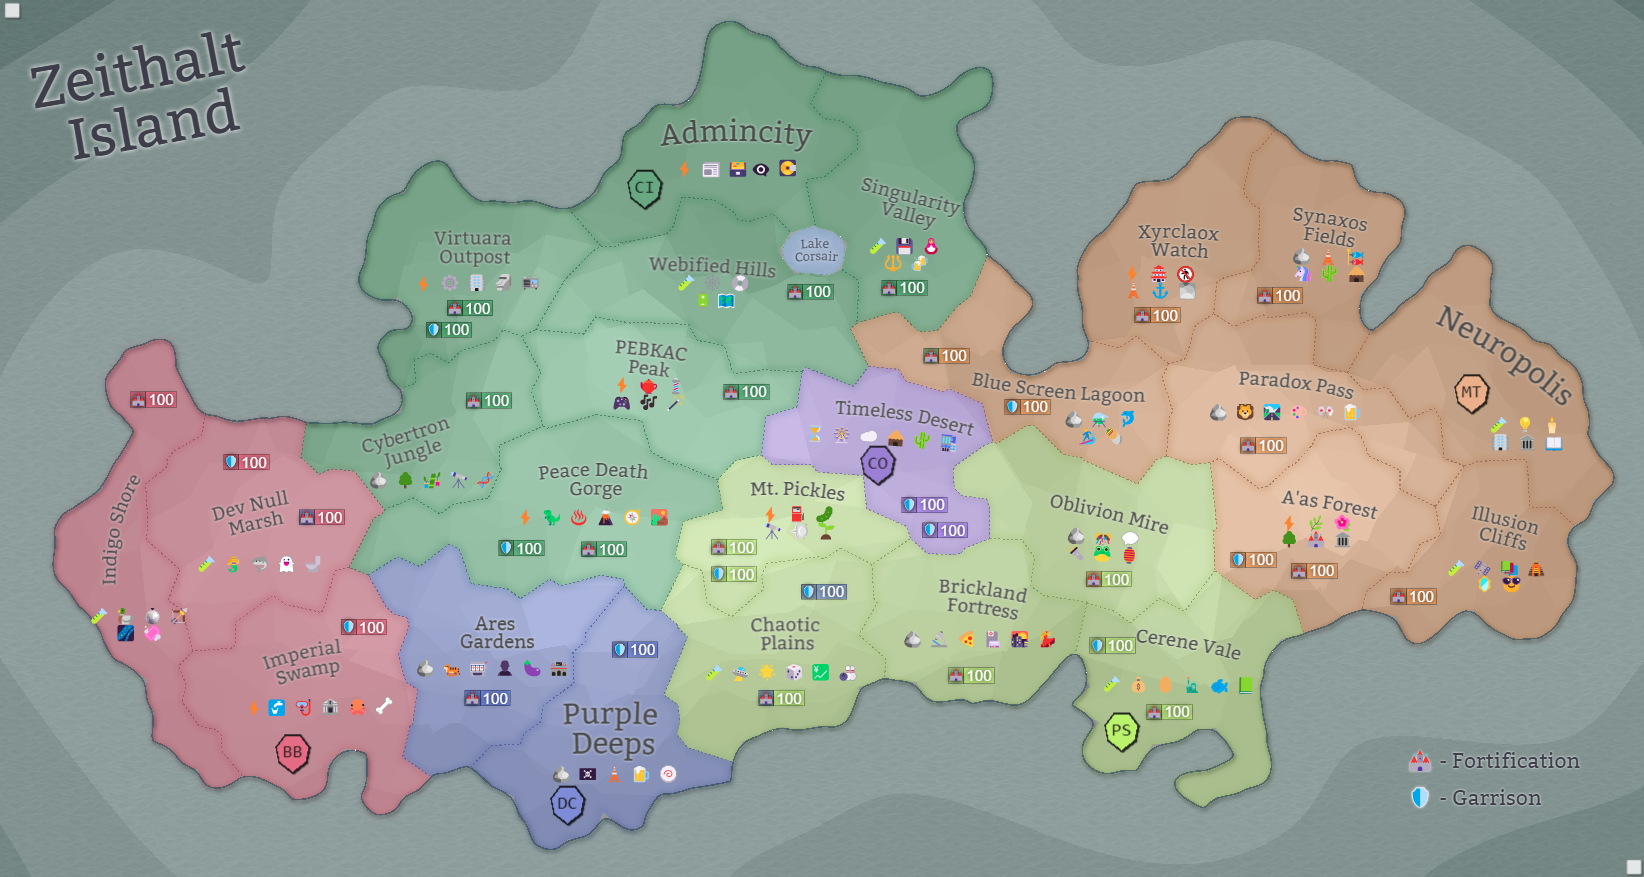 Zeithalt
Island
Admincity
CI
Singularity
Valley
100
Lake
Corsair
Virtuara
Outpost
100
100
Webified Hills
100
Xyrclaox
Watch
100
Synaxos
Fields
100
Neuropolis
MT
PEBKAC
Peak
100
100
Blue Screen Lagoon
100
Paradox Pass
100
100
Cybertron
Jungle
100
Timeless Desert
CO
100
100
Indigo Shore
100
Dev Null
Marsh
100
100
Peace Death
Gorge
100
100
Mt. Pickles
100
100
Oblivion Mire
100
A'as Forest
100
100
Illusion
Cliffs
100
Imperial
Swamp
100
BB
Ares
Gardens
100
100
Purple
Deeps
DC
Chaotic
Plains
100
100
Brickland
Fortress
100
Cerene Vale
100
100
PS
- Fortification
- Garrison